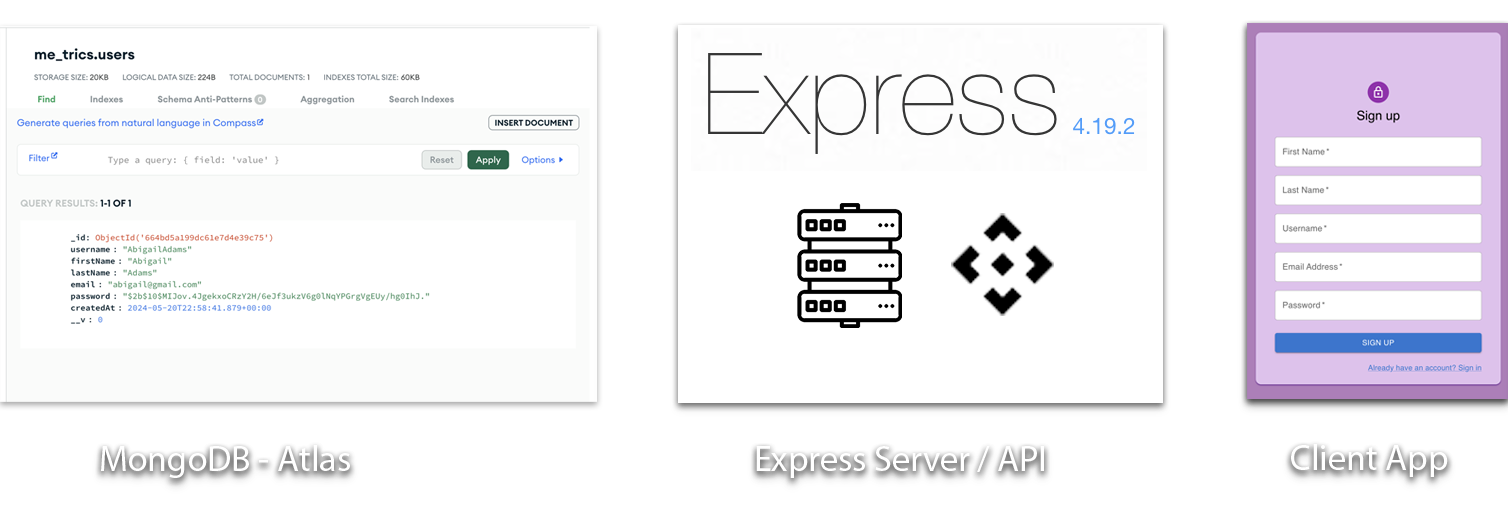 me_trics.users
STORAGE SIZE: 20KB LOGICAL DATA SIZE: 224B TOTAL DOCUMENTS: 1 INDEXES TOTAL SIZE: 60KB
Find Indexes Schema Anti-Patterns 0 Aggregation Search Indexes
Generate queries from natural language in Compass
INSERT DOCUMENT
Filter Type a query: { field: 'value' } Reset Apply Options
QUERY RESULTS: 1-1 OF 1
_id: ObjectId('664bd5a199dc61e7d4e39c75')
username: "AbigailAdams"
firstName: "Abigail"
lastName: "Adams"
email: "abigail@gmail.com"
password: "$2b$10$MIJov.4JgekxoCRzY2H/6eJf3ukzV6g0lNqYPGrgVgEUy/hg0IhJ."
createdAt: 2024-05-20T22:58:41.879+00:00
__v: 0
MongoDB - Atlas
Express 4.19.2
Express Server / API
Sign up
First Name *
Last Name *
Username *
Email Address *
Password *
SIGN UP
Already have an account? Sign in
Client App